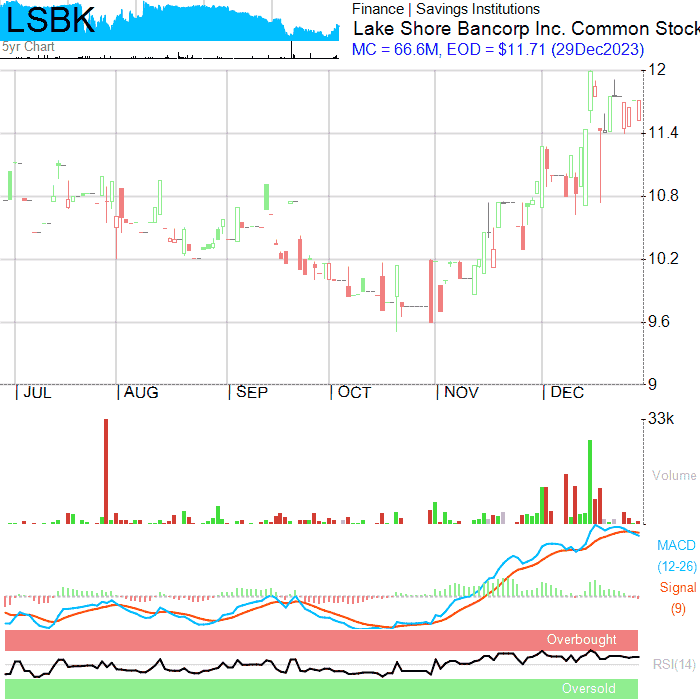 LSBK
5yr Chart
Finance | Savings Institutions
Lake Shore Bancorp Inc. Common Stock
MC = 66.6M, EOD = $11.71 (29Dec2023)
12
11.4
10.8
10.2
9.6
9
JUL AUG SEP OCT NOV DEC
33k
Volume
MACD
(12-26)
Signal
(9)
Overbought
RSI(14)
Oversold